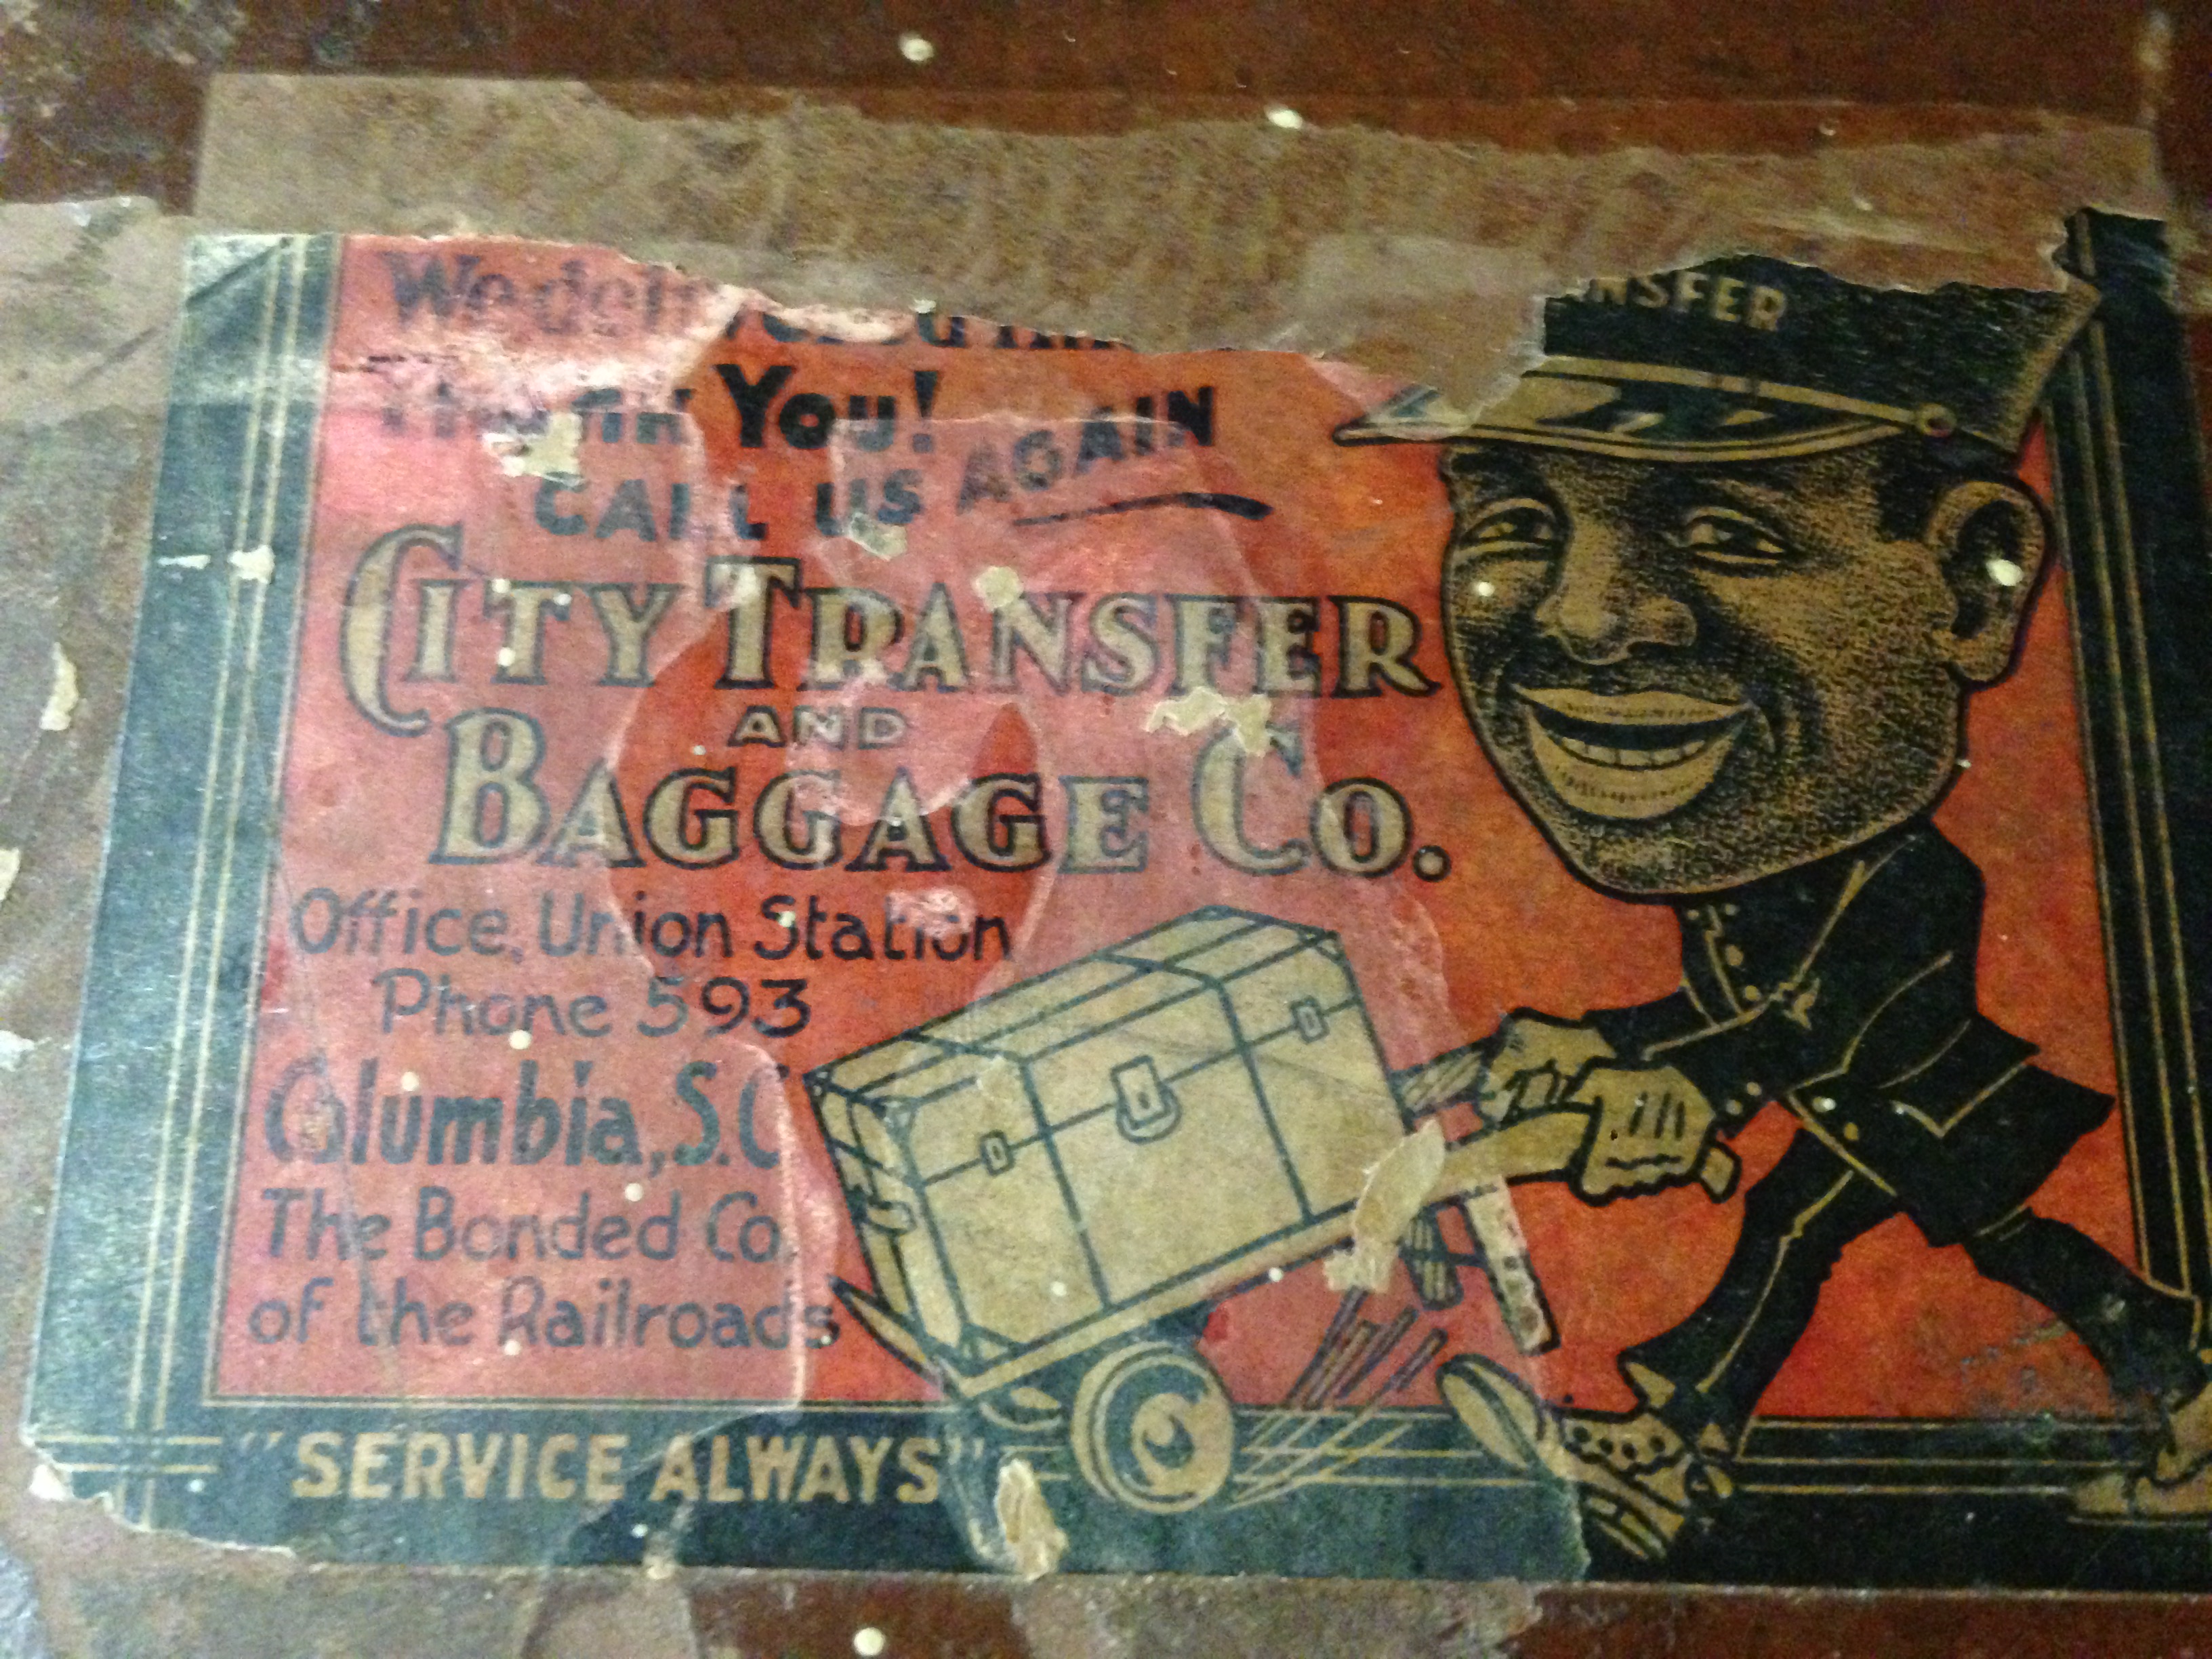 Thank You!
CALL US AGAIN
NSFER
CITY TRANSFER
AND
BAGGAGE CO.
Office, Union Station
Phone 593
Columbia, S.C
The Bonded Co
of the Railroads
"SERVICE ALWAYS"